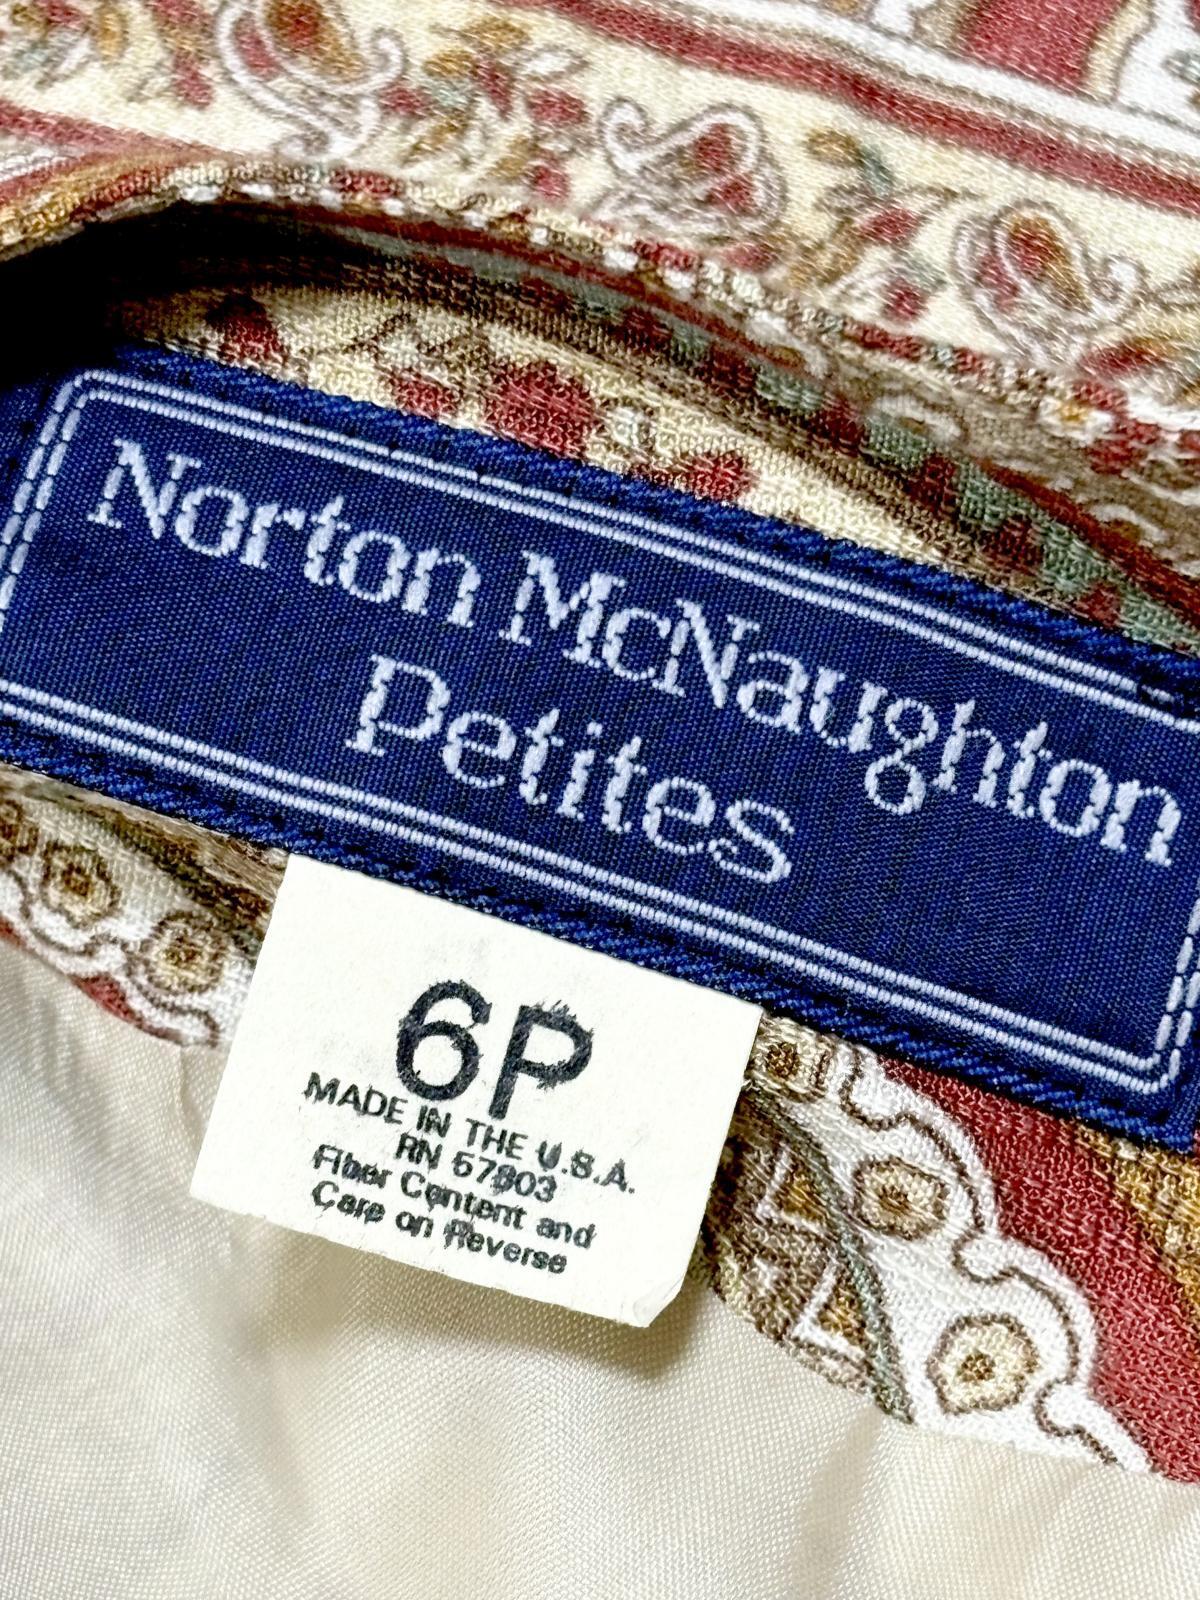 Norton McNaughton
Petites
6P
MADE IN THE U.S.A.
RN 57803
Fiber Content and
Care on Reverse